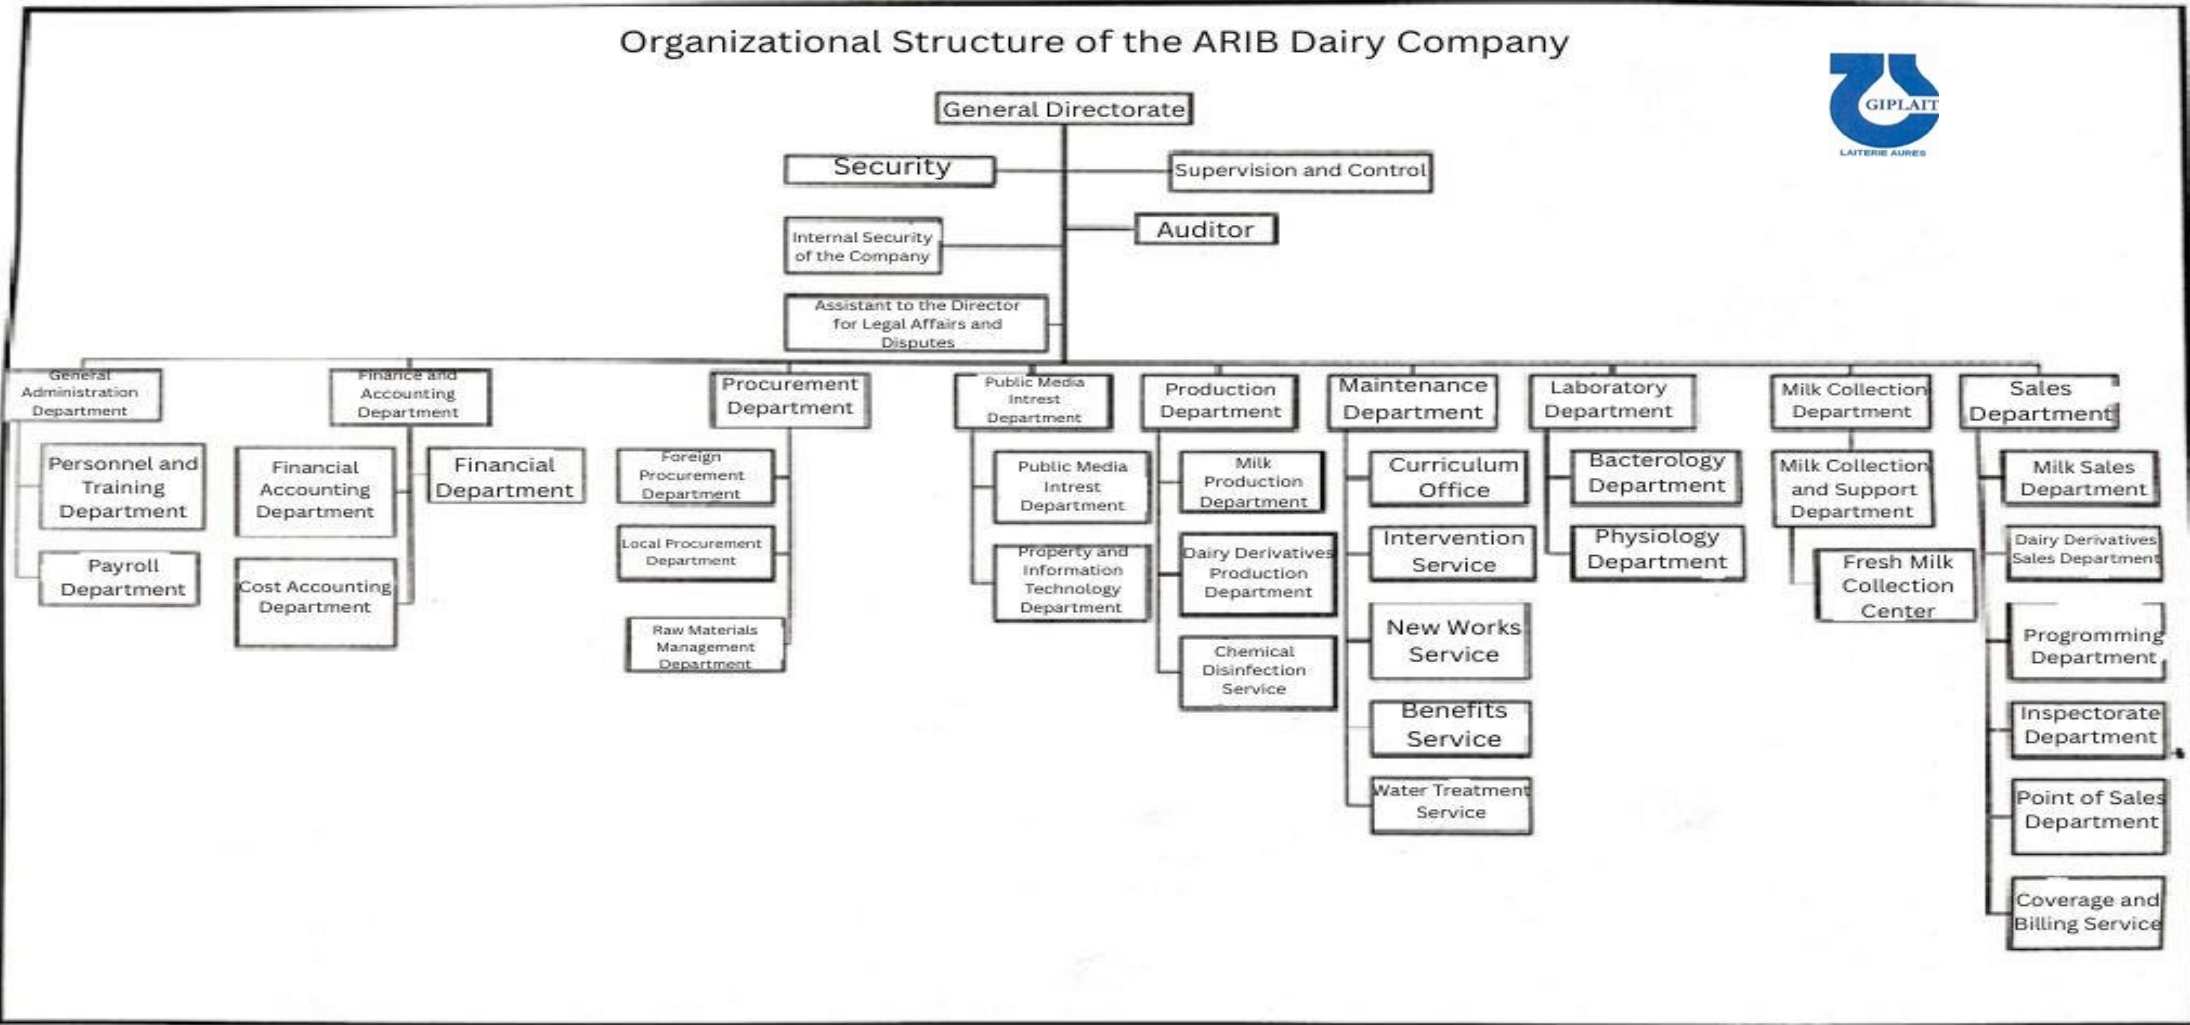 Organizational Structure of the ARIB Dairy Company
GIPLAIT
LAITERIE AURES
General Directorate
Security
Supervision and Control
Internal Security
of the Company
Auditor
Assistant to the Director
for Legal Affairs and
Disputes
General
Administration
Department
Finance and
Accounting
Department
Procurement
Department
Public Media
Intrest
Department
Production
Department
Maintenance
Department
Laboratory
Department
Milk Collection
Department
Sales
Department
Personnel and
Training
Department
Payroll
Department
Financial
Accounting
Department
Financial
Department
Cost Accounting
Department
Foreign
Procurement
Department
Local Procurement
Department
Raw Materials
Management
Department
Public Media
Intrest
Department
Property and
Information
Technology
Department
Milk
Production
Department
Dairy Derivatives
Production
Department
Chemical
Disinfection
Service
Curriculum
Office
Intervention
Service
New Works
Service
Benefits
Service
Water Treatment
Service
Bacterology
Department
Physiology
Department
Milk Collection
and Support
Department
Fresh Milk
Collection
Center
Milk Sales
Department
Dairy Derivatives
Sales Department
Progromming
Department
Inspectorate
Department
Point of Sales
Department
Coverage and
Billing Service